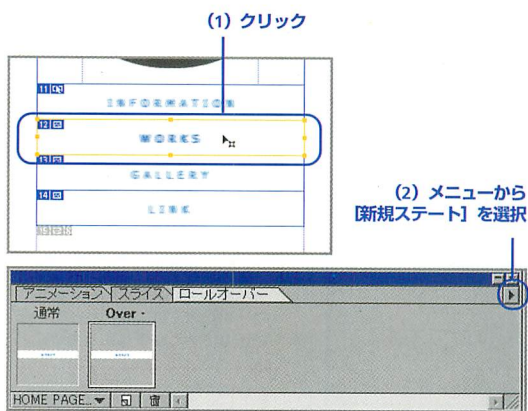 (1) クリック
11
INFORMATION
12
WORKS
13
GALLERY
14
LINK
(2) メニューから
[新規ステート] を選択
アニメーション スライス ロールオーバー
通常 Over
HOME PAGE...